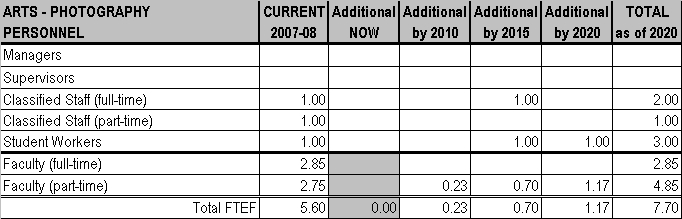 ARTS - PHOTOGRAPHY CURRENT Additional Additional Additional Additional TOTAL
PERSONNEL 2007-08 NOW by 2010 by 2015 by 2020 as of 2020
Managers
Supervisors
Classified Staff (full-time) 1.00 1.00 2.00
Classified Staff (part-time) 1.00 1.00
Student Workers 1.00 1.00 1.00 3.00
Faculty (full-time) 2.85 2.85
Faculty (part-time) 2.75 0.23 0.70 1.17 4.85
Total FTEF 5.60 0.00 0.23 0.70 1.17 7.70